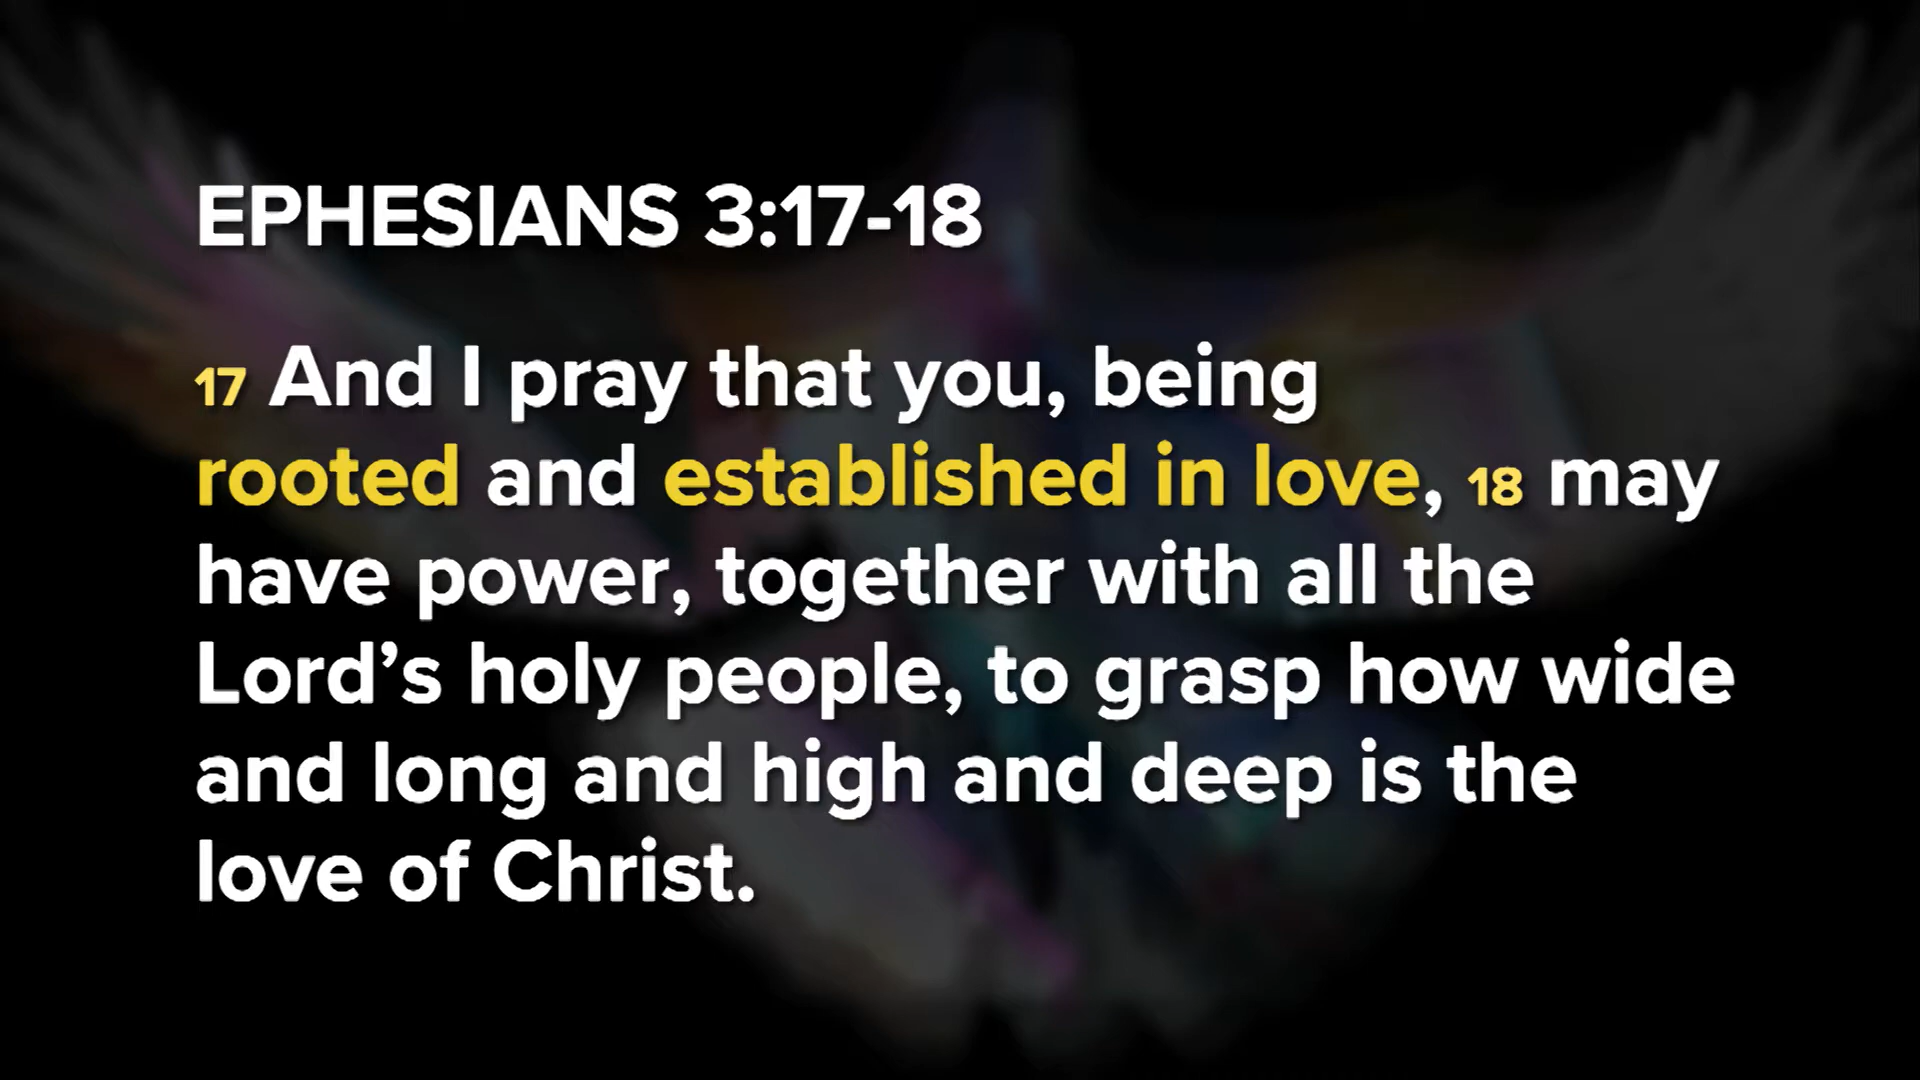 EPHESIANS 3:17-18
17 And I pray that you, being
rooted and established in love, 18 may
have power, together with all the
Lord’s holy people, to grasp how wide
and long and high and deep is the
love of Christ.